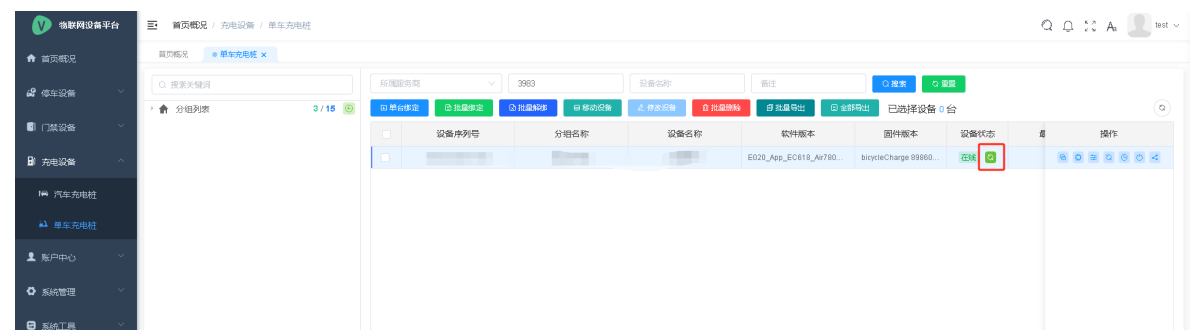 物联网设备平台
首页概况 / 充电设备 / 单车充电桩
test
首页概况
单车充电桩 ×
首页概况
停车设备
门禁设备
充电设备
汽车充电桩
单车充电桩
账户中心
系统管理
系统工具
搜索关键词
分组列表 3 / 15
所属服务商 3983 设备名称 备注 搜索 重置
单台绑定 批量绑定 批量解绑 移动设备 修改设备 批量删除 批量导出 全部导出 已选择设备 0 台
设备序列号 分组名称 设备名称 软件版本 固件版本 设备状态 操作
E020_App_EC618_Air780... bicycleCharge 89860... 在线